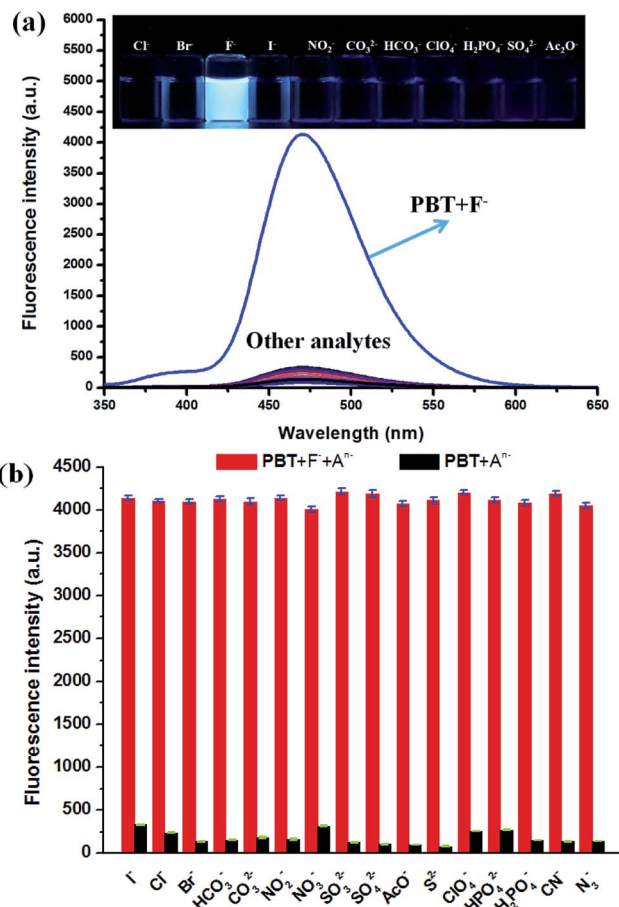 (a)
6000
5500
5000
4500
4000
3500
3000
2500
2000
1500
1000
500
0
Fluorescence intensity (a.u.)
Cl⁻ Br⁻ F⁻ I⁻ NO₂⁻ CO₃²⁻ HCO₃⁻ ClO₄⁻ H₂PO₄⁻ SO₄²⁻ Ac₂O⁻
PBT+F⁻
Other analytes
350 400 450 500 550 600 650
Wavelength (nm)
(b)
PBT+F⁻+Aⁿ⁻ PBT+Aⁿ⁻
4500
4000
3500
3000
2500
2000
1500
1000
500
0
Fluorescence intensity (a.u.)
I⁻ Cl⁻ Br⁻ HCO₃⁻ CO₃²⁻ NO₂⁻ NO₃⁻ SO₃²⁻ SO₄²⁻ AcO⁻ S²⁻ ClO₄⁻ HPO₄²⁻ H₂PO₄⁻ CN⁻ N₃⁻